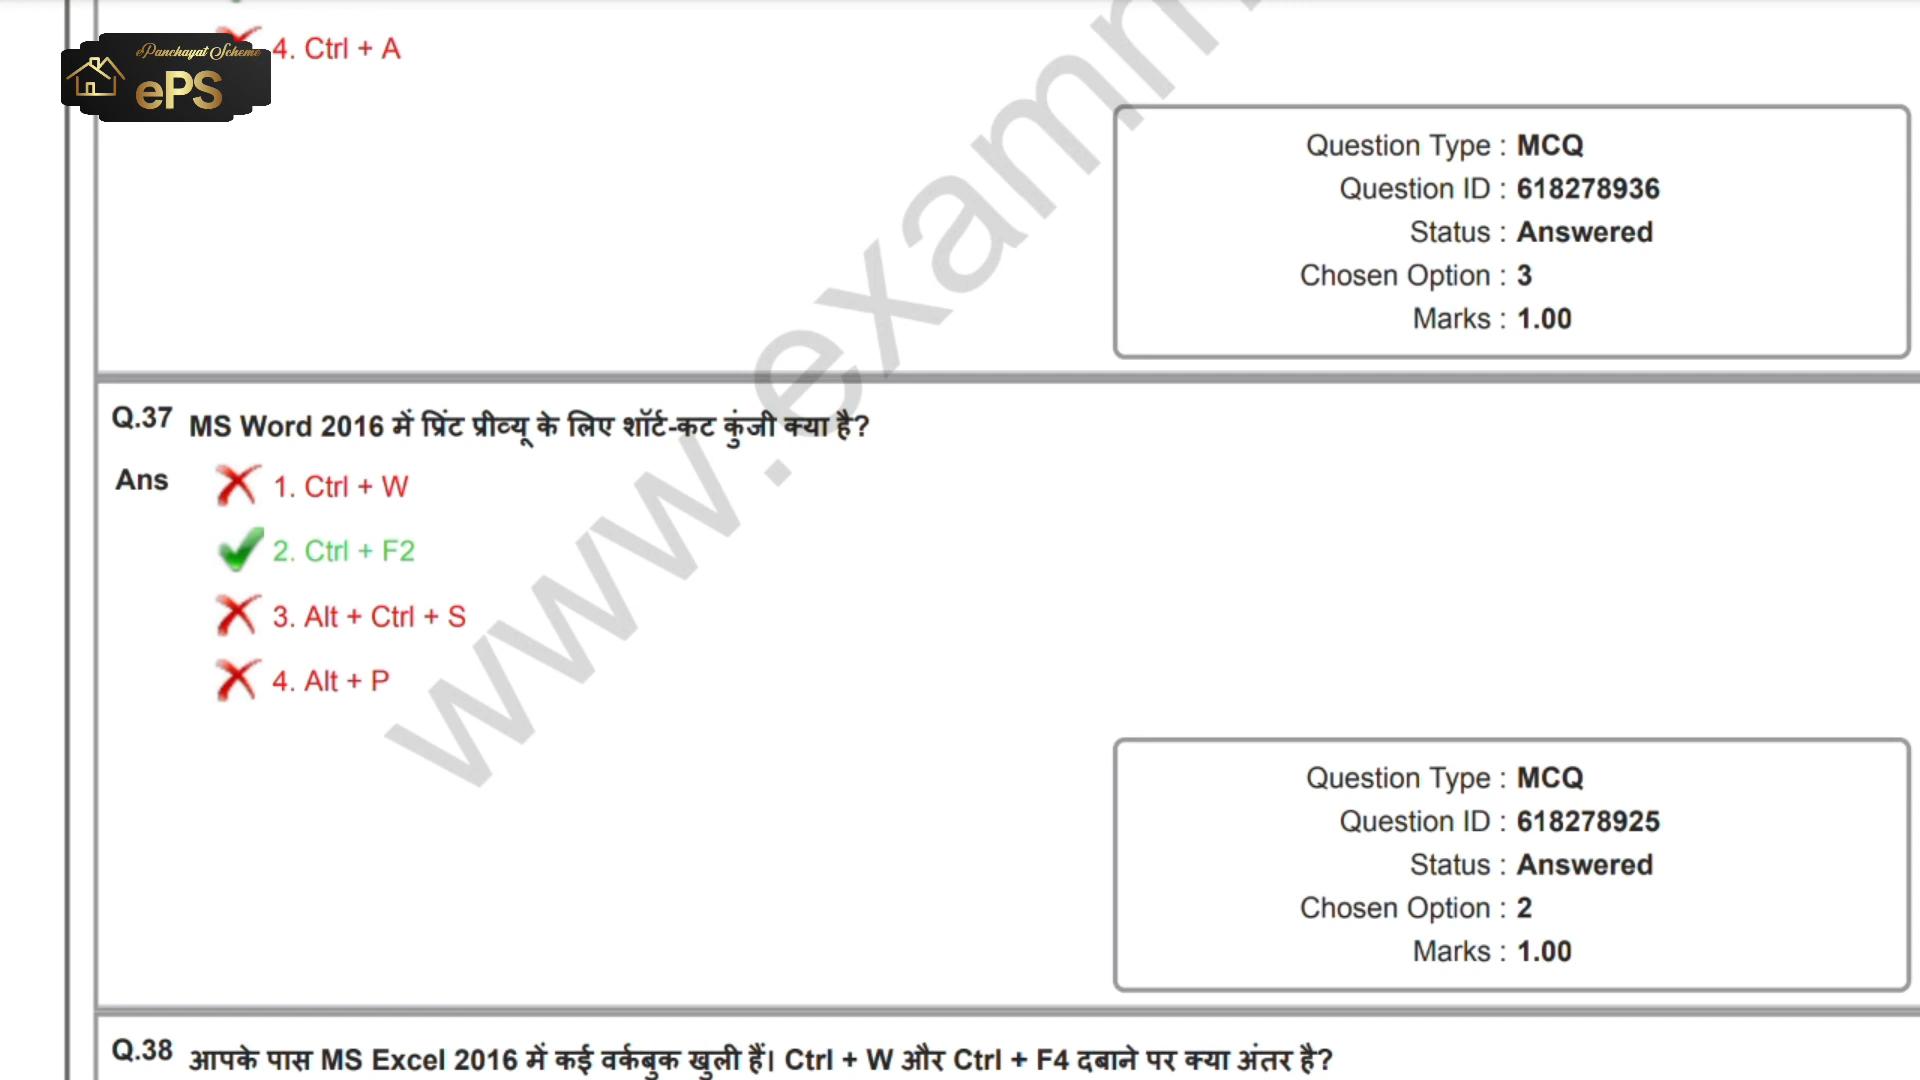 ePanchayat Scheme
ePS
4. Ctrl + A
Question Type : MCQ
Question ID : 618278936
Status : Answered
Chosen Option : 3
Marks : 1.00
Q.37 MS Word 2016 में प्रिंट प्रीव्यू के लिए शॉर्ट-कट कुंजी क्या है?
Ans 1. Ctrl + W
2. Ctrl + F2
3. Alt + Ctrl + S
4. Alt + P
Question Type : MCQ
Question ID : 618278925
Status : Answered
Chosen Option : 2
Marks : 1.00
Q.38 आपके पास MS Excel 2016 में कई वर्कबुक खुली हैं। Ctrl + W और Ctrl + F4 दबाने पर क्या अंतर है?
www.exam